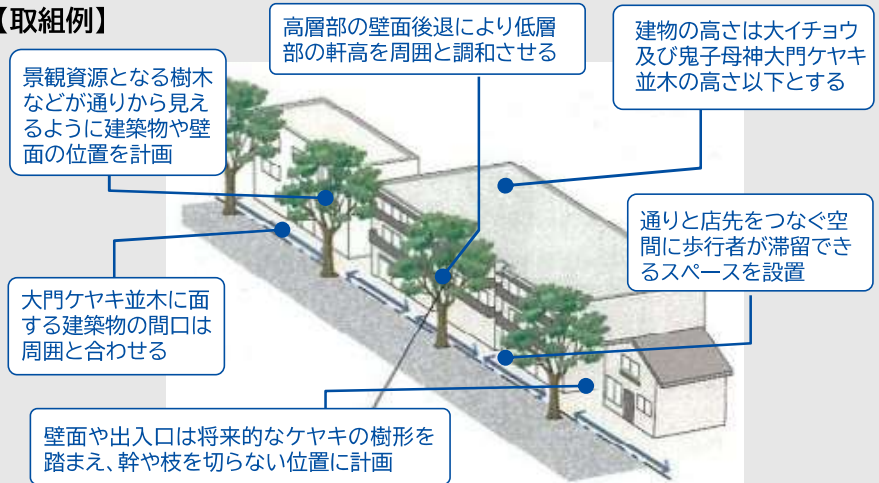 【取組例】
高層部の壁面後退により低層
部の軒高を周囲と調和させる
建物の高さは大イチョウ
及び鬼子母神大門ケヤキ
並木の高さ以下とする
景観資源となる樹木
などが通りから見え
るように建築物や壁
面の位置を計画
通りと店先をつなぐ空
間に歩行者が滞留でき
るスペースを設置
大門ケヤキ並木に面
する建築物の間口は
周囲と合わせる
壁面や出入口は将来的なケヤキの樹形を
踏まえ、幹や枝を切らない位置に計画